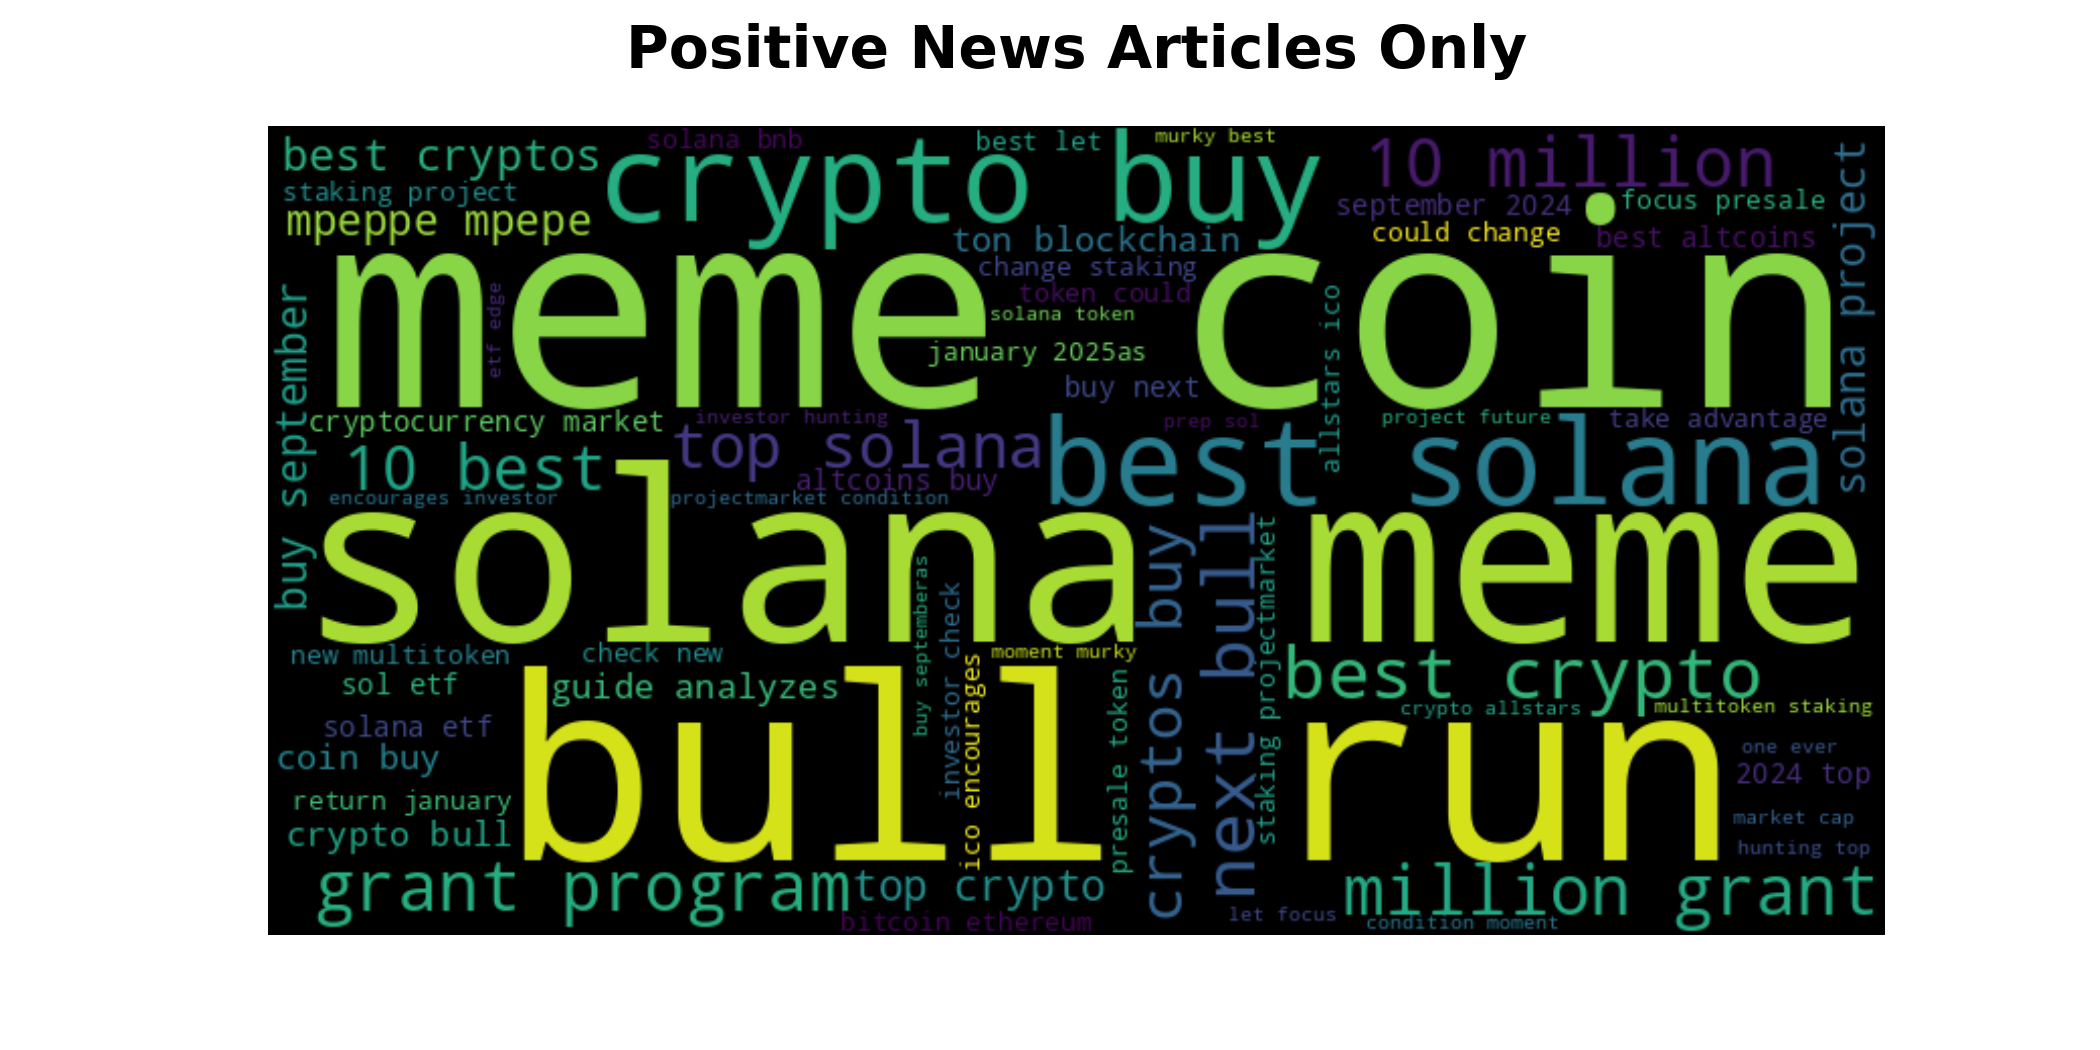 Positive News Articles Only
best cryptos
solana bnb
best let
murky best
crypto buy
10 million
staking project
mpeppe mpepe
september 2024
focus presale
could change
best altcoins
ton blockchain
change staking
token could
solana token
january 2025as
buy next
meme coin
etf edge
allstars ico
solana project
buy september
cryptocurrency market
investor hunting
prep sol
project future
take advantage
10 best
top solana
altcoins buy
best solana
encourages investor
projectmarket condition
solana meme
buy septemberas
investor check
ico encourages
presale token
cryptos buy
next bull
staking projectmarket
new multitoken
check new
moment murky
sol etf
guide analyzes
best crypto
crypto allstars
multitoken staking
solana etf
coin buy
bull run
one ever
2024 top
return january
market cap
crypto bull
hunting top
grant program
top crypto
million grant
bitcoin ethereum
let focus
condition moment